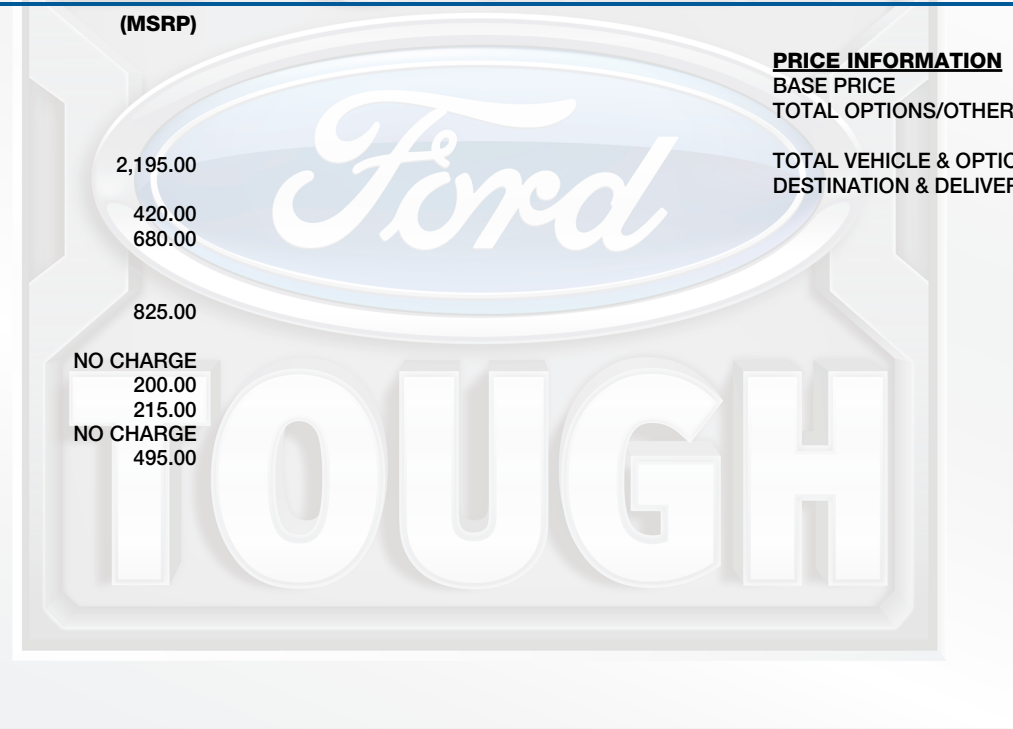 (MSRP)
2,195.00
420.00
680.00
825.00
NO CHARGE
200.00
215.00
NO CHARGE
495.00
PRICE INFORMATION
BASE PRICE
TOTAL OPTIONS/OTHER
TOTAL VEHICLE & OPTIO
DESTINATION & DELIVER
Ford
TOUGH